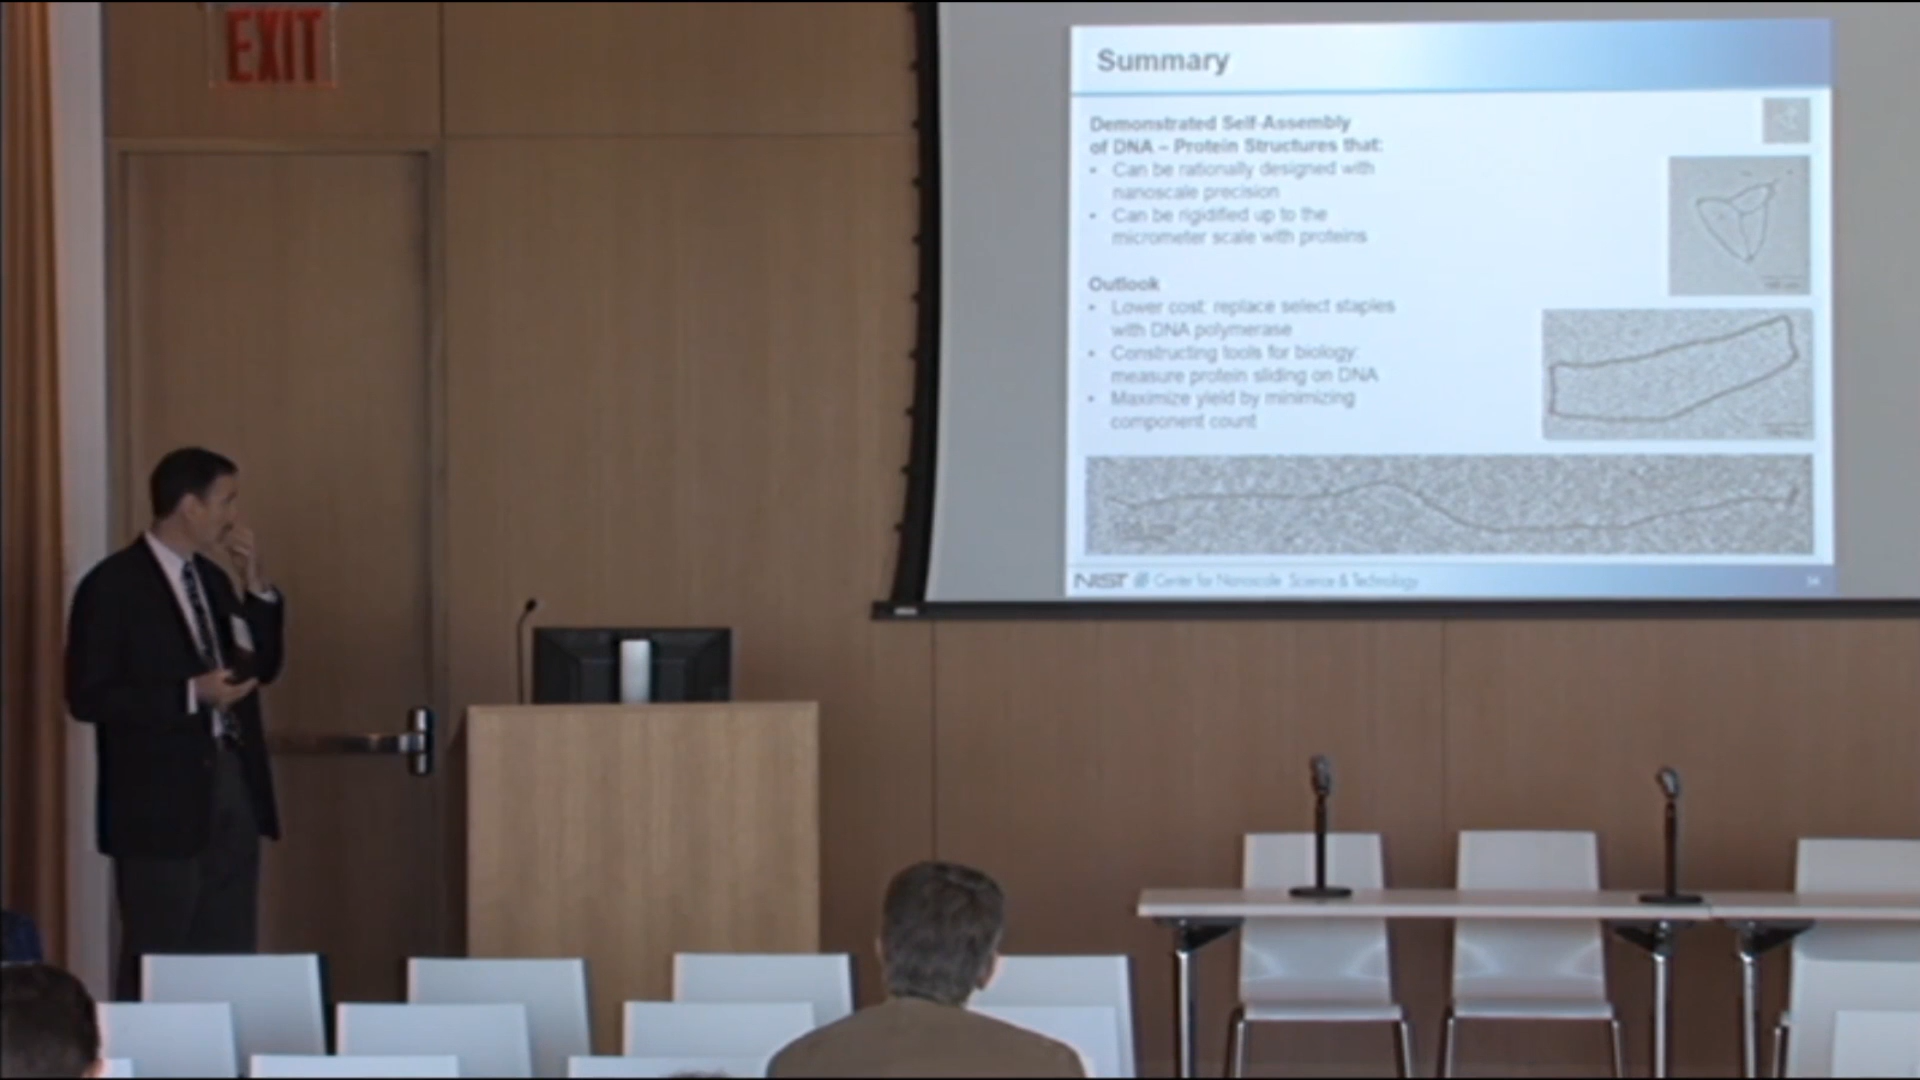 EXIT
Summary
Demonstrated Self-Assembly
of DNA – Protein Structures that:
• Can be rationally designed with
nanoscale precision
• Can be rigidified up to the
micrometer scale with proteins
Outlook
• Lower cost: replace select staples
with DNA polymerase
• Constructing tools for biology:
measure protein sliding on DNA
• Maximize yield by minimizing
component count
NIST Center for Nanoscale Science & Technology